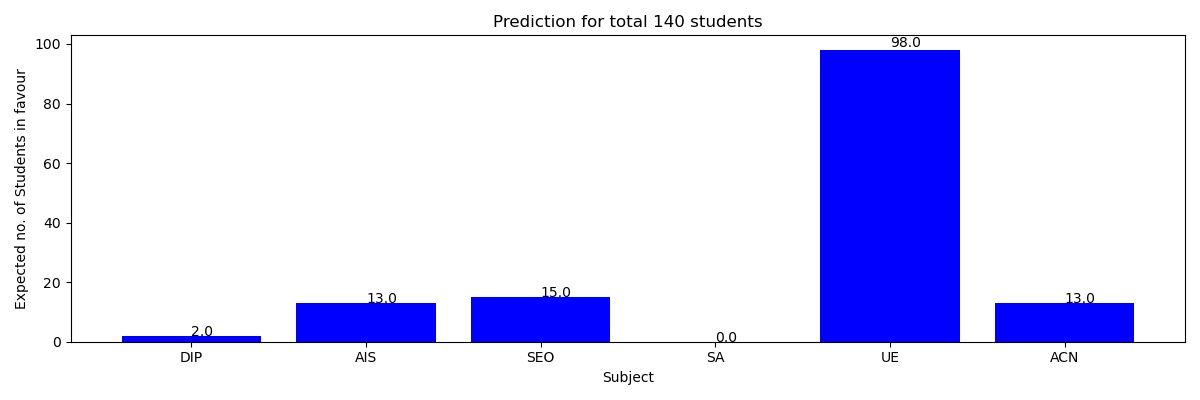 Prediction for total 140 students
Expected no. of Students in favour
100
80
60
40
20
0
2.0
13.0
15.0
0.0
98.0
13.0
DIP
AIS
SEO
SA
UE
ACN
Subject